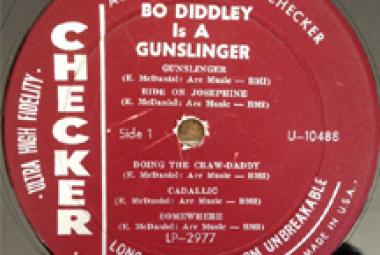 BO DIDDLEY
Is A
GUNSLINGER
GUNSLINGER
(E. McDaniel: Arc Music — BMI)
RIDE ON JOSEPHINE
(E. McDaniel: Arc Music — BMI)
Side 1
U-10488
DOING THE CRAW-DADDY
(E. McDaniel: Arc Music — BMI)
CADALLIC
(E. McDaniel: Arc Music — BMI)
SOMEWHERE
(E. McDaniel: Arc Music — BMI)
LP-2977
CHECKER
ULTRA HIGH FIDELITY
CHECKER
LONG
UNBREAKABLE
MADE IN U.S.A.